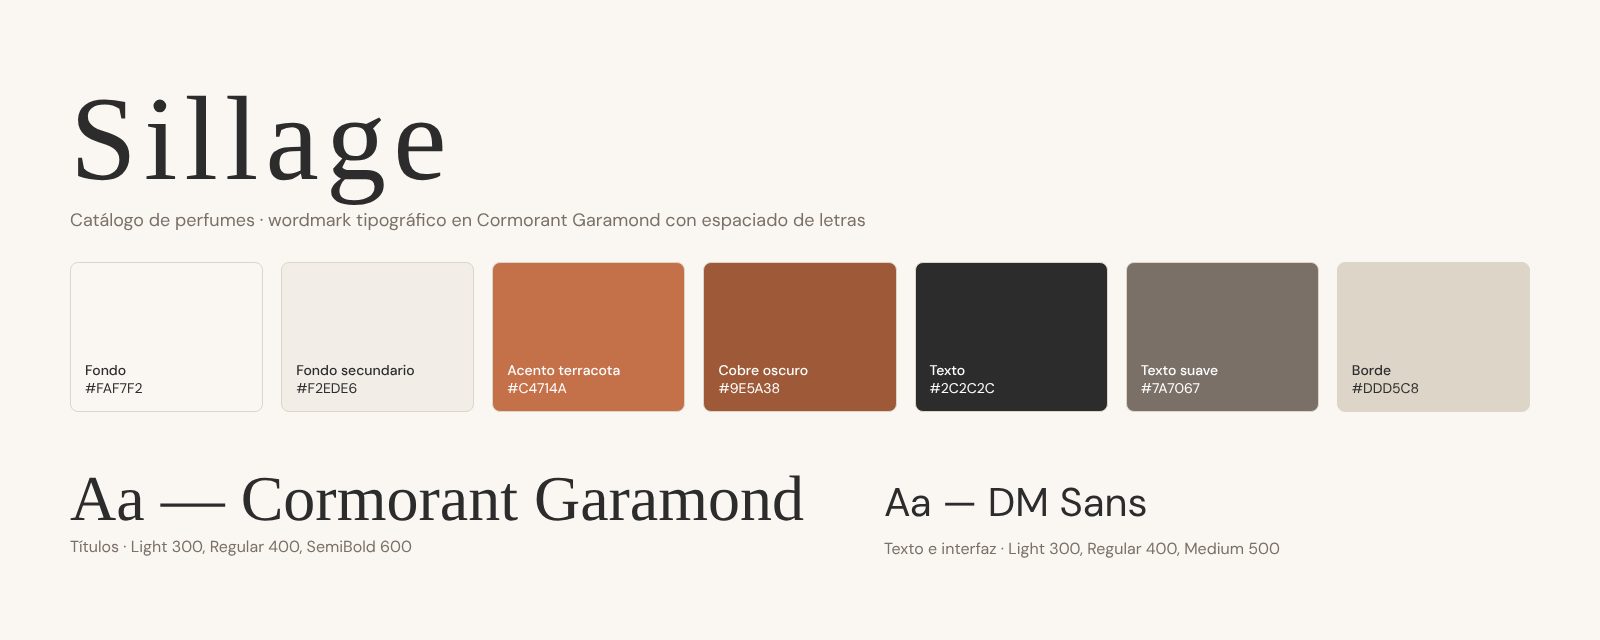 Sillage
Catálogo de perfumes · wordmark tipográfico en Cormorant Garamond con espaciado de letras
Fondo
#FAF7F2
Fondo secundario
#F2EDE6
Acento terracota
#C4714A
Cobre oscuro
#9E5A38
Texto
#2C2C2C
Texto suave
#7A7067
Borde
#DDD5C8
Aa — Cormorant Garamond
Títulos · Light 300, Regular 400, SemiBold 600
Aa — DM Sans
Texto e interfaz · Light 300, Regular 400, Medium 500